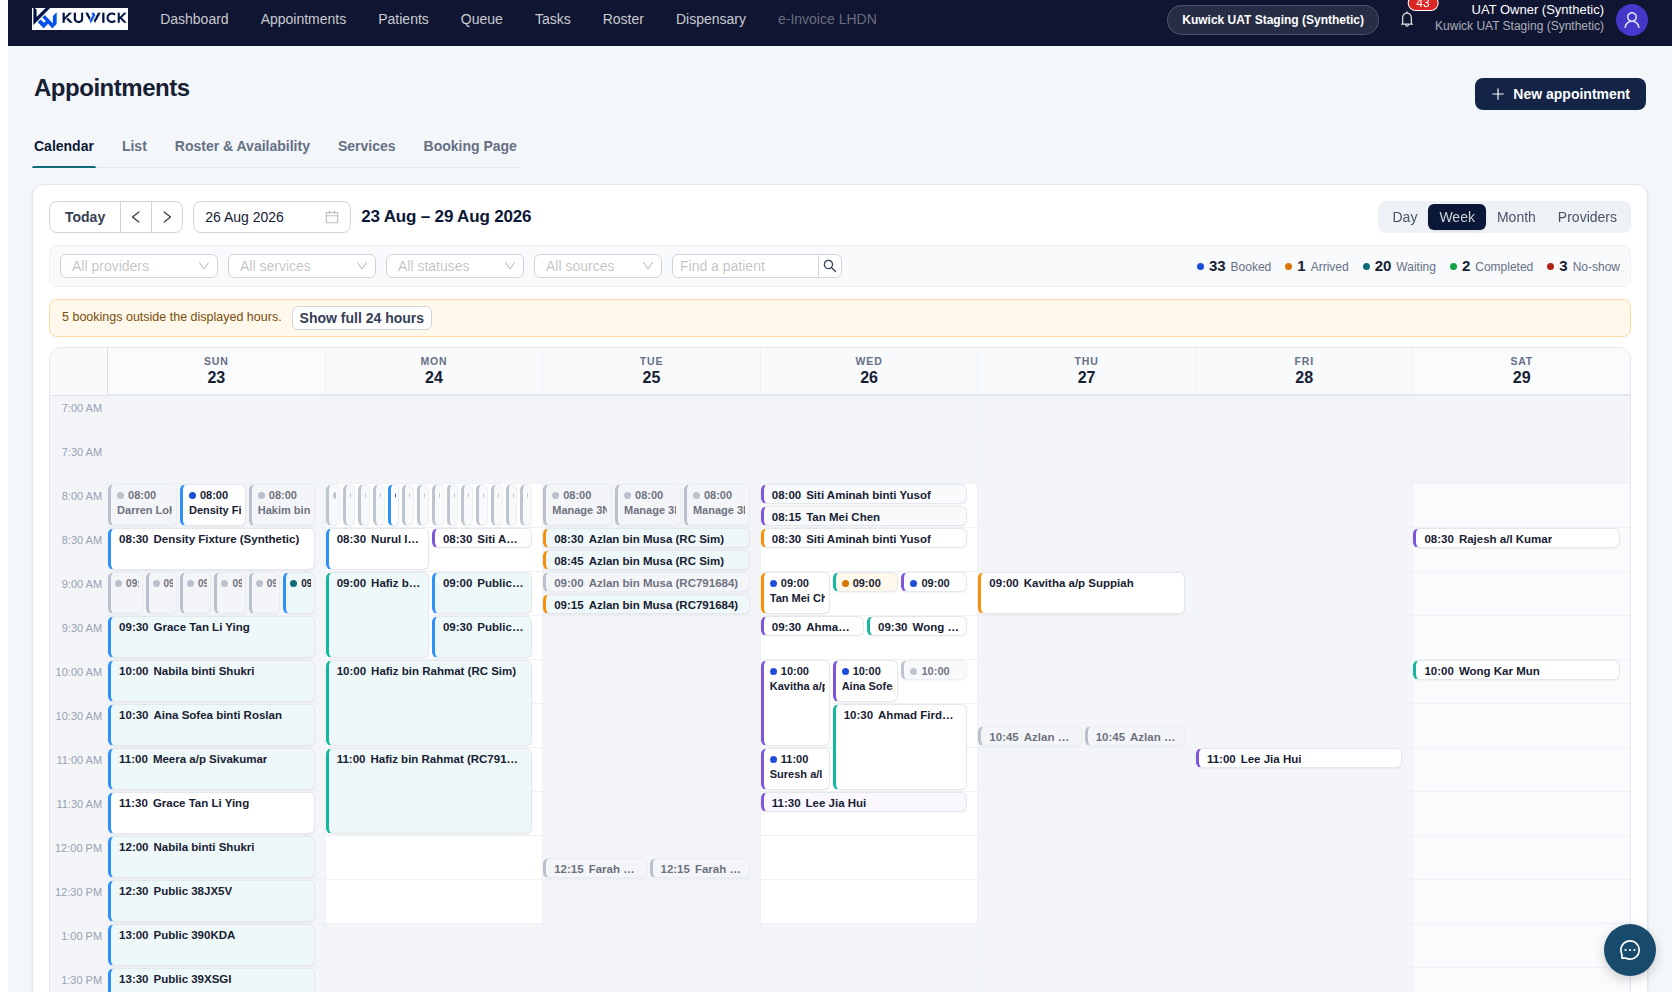 KUVVICK
Dashboard Appointments Patients Queue Tasks Roster Dispensary e-Invoice LHDN
Kuwick UAT Staging (Synthetic)
43
UAT Owner (Synthetic)
Kuwick UAT Staging (Synthetic)
Appointments
New appointment
Calendar List Roster & Availability Services Booking Page
Today 26 Aug 2026 23 Aug – 29 Aug 2026
Day Week Month Providers
All providers All services All statuses All sources Find a patient
33 Booked 1 Arrived 20 Waiting 2 Completed 3 No-show
5 bookings outside the displayed hours. Show full 24 hours
SUN MON TUE WED THU FRI SAT
23 24 25 26 27 28 29
7:00 AM
7:30 AM
8:00 AM
8:30 AM
9:00 AM
9:30 AM
10:00 AM
10:30 AM
11:00 AM
11:30 AM
12:00 PM
12:30 PM
1:00 PM
1:30 PM
08:00
Darren
08:00
Density
08:00
Hakim bin
08:30 Density Fixture (Synthetic)
09:30 Grace Tan Li Ying
10:00 Nabila binti Shukri
10:30 Aina Sofea binti Roslan
11:00 Meera a/p Sivakumar
11:30 Grace Tan Li Ying
12:00 Nabila binti Shukri
12:30 Public 38JX5V
13:00 Public 390KDA
13:30 Public 39XSGI
08:30 Nurul I...
08:30 Siti A...
09:00 Hafiz b...
09:00 Public...
09:30 Public...
10:00 Hafiz bin Rahmat (RC Sim)
11:00 Hafiz bin Rahmat (RC791...
08:00
Manage
08:00
Manage
08:00
Manage
08:30 Azlan bin Musa (RC Sim)
08:45 Azlan bin Musa (RC Sim)
09:00 Azlan bin Musa (RC791684)
09:15 Azlan bin Musa (RC791684)
12:15 Farah ...
12:15 Farah ...
08:00 Siti Aminah binti Yusof
08:15 Tan Mei Chen
08:30 Siti Aminah binti Yusof
09:00
Tan Mei
09:00
09:00
09:30 Ahma...
09:30 Wong ...
10:00
Kavitha
10:00
Aina
10:00
10:30 Ahmad Fird...
11:00
Suresh a/l
11:30 Lee Jia Hui
09:00 Kavitha a/p Suppiah
10:45 Azlan ...
10:45 Azlan ...
11:00 Lee Jia Hui
08:30 Rajesh a/l Kumar
10:00 Wong Kar Mun